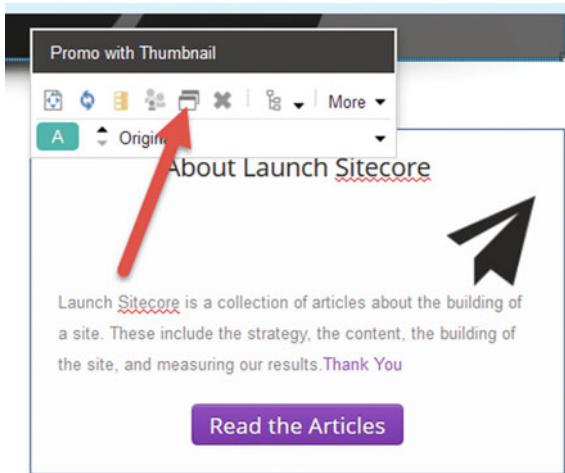 Promo with Thumbnail
More
A
About Launch Sitecore
Launch Sitecore is a collection of articles about the building of
a site. These include the strategy, the content, the building of
the site, and measuring our results.Thank You
Read the Articles